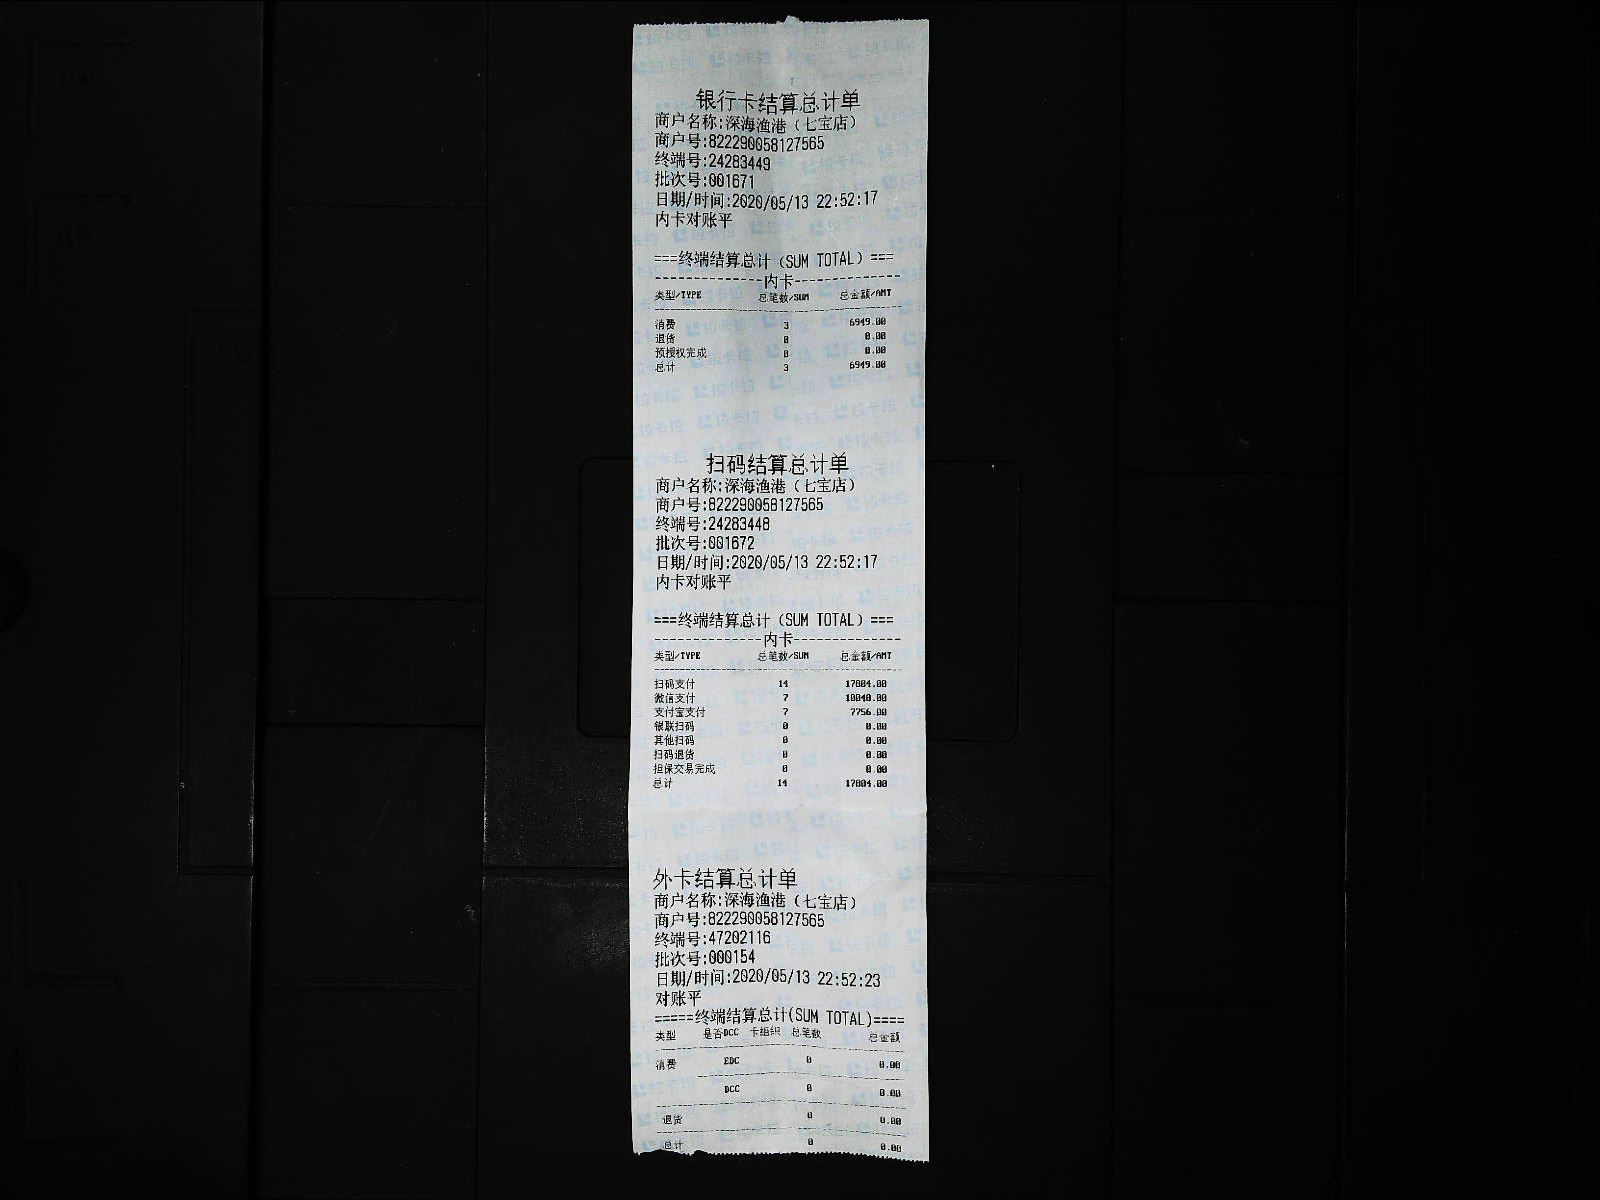 银行卡结算总计单
商户名称:深海渔港（七宝店）
商户号:822290058127565
终端号:24283449
批次号:001671
日期/时间:2020/05/13 22:52:17
内卡对账平
===终端结算总计（SUM TOTAL）===
--------------内卡--------------
类型/TYPE 总笔数/SUM 总金额/AMT
消费 3 6949.00
退货 0 0.00
预授权完成 0 0.00
总计 3 6949.00
扫码结算总计单
商户名称:深海渔港（七宝店）
商户号:822290058127565
终端号:24283448
批次号:001672
日期/时间:2020/05/13 22:52:17
内卡对账平
===终端结算总计（SUM TOTAL）===
--------------内卡--------------
类型/TYPE 总笔数/SUM 总金额/AMT
扫码支付 14 17804.00
微信支付 7 10048.00
支付宝支付 7 7756.00
银联扫码 0 0.00
其他扫码 0 0.00
扫码退货 0 0.00
担保交易完成 0 0.00
总计 14 17804.00
外卡结算总计单
商户名称:深海渔港（七宝店）
商户号:822290058127565
终端号:47202116
批次号:000154
日期/时间:2020/05/13 22:52:23
对账平
=====终端结算总计(SUM TOTAL)====
类型 是否DCC 卡组织 总笔数 总金额
消费 EDC 0 0.00
DCC 0 0.00
退货 0 0.00
总计 0 0.00